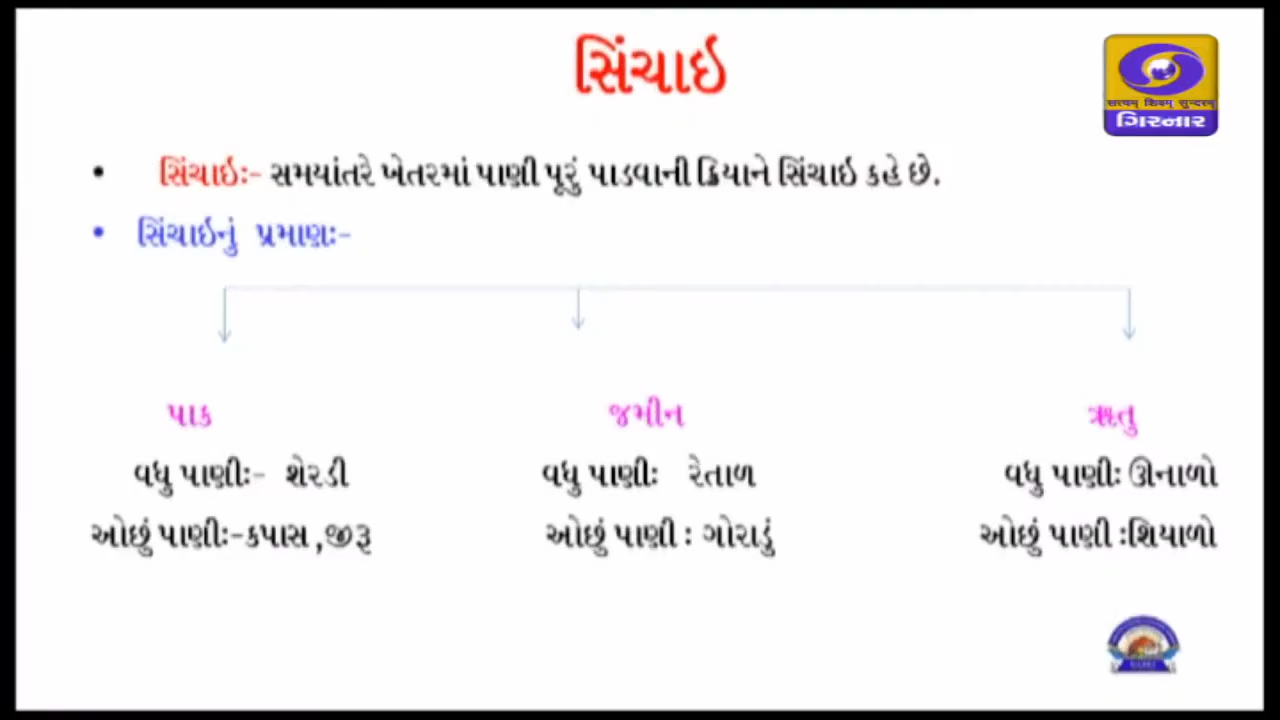 સિંચાઇ
સત્યમ્ શિવમ્ સુન્દરમ્
ગિરનાર
• સિંચાઇઃ- સમયાંતરે ખેતરમાં પાણી પૂરું પાડવાની ક્રિયાને સિંચાઇ કહે છે.
• સિંચાઇનું પ્રમાણઃ-
પાક જમીન ઋતુ
વધુ પાણીઃ- શેરડી વધુ પાણીઃ રેતાળ વધુ પાણીઃ ઊનાળો
ઓછું પાણીઃ-કપાસ ,જીરૂ ઓછું પાણી : ગોરાડું ઓછું પાણી :શિયાળો